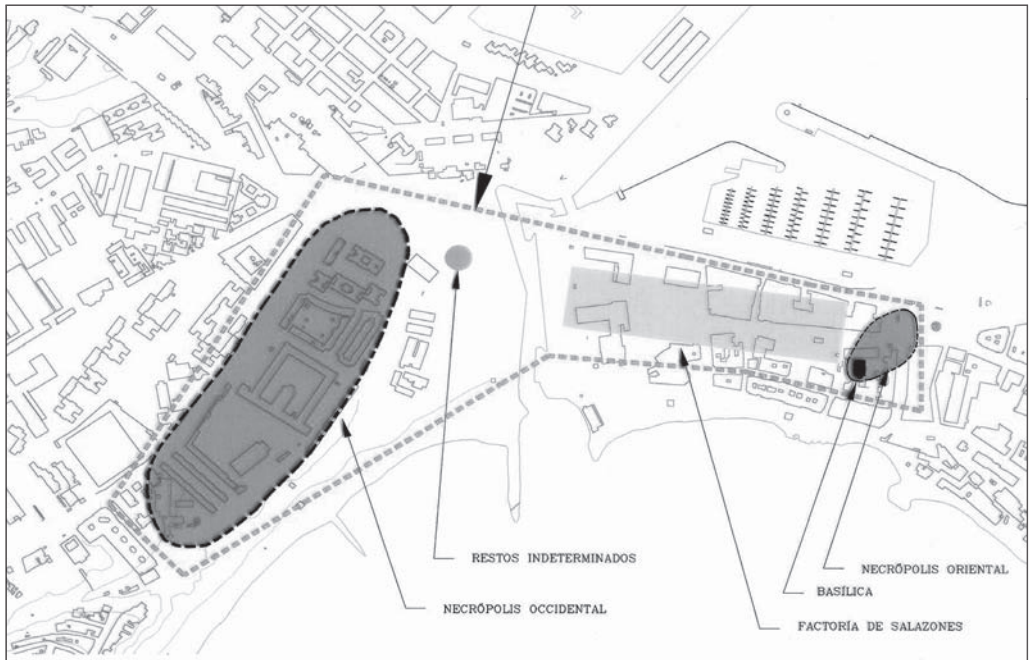 RESTOS INDETERMINADOS
NECRÓPOLIS ORIENTAL
BASÍLICA
NECRÓPOLIS OCCIDENTAL
FACTORÍA DE SALAZONES